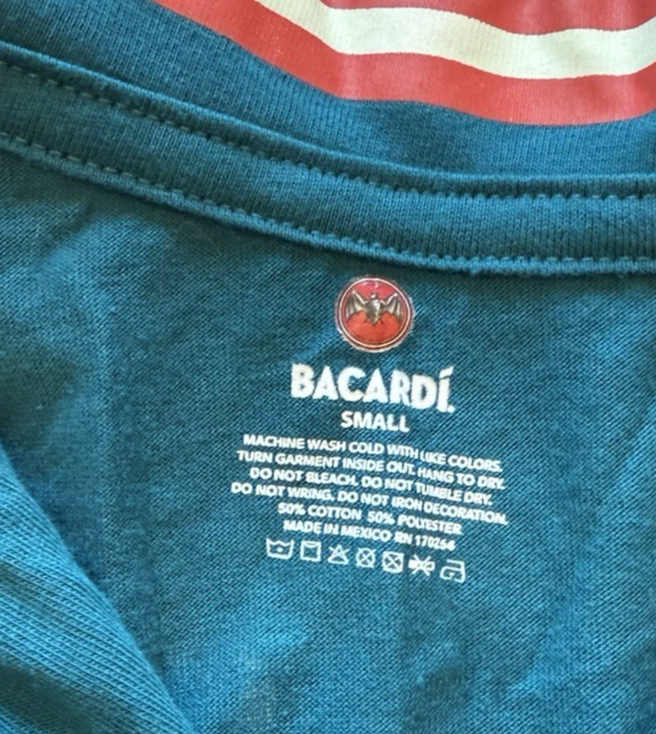 BACARDÍ.
SMALL
MACHINE WASH COLD WITH LIKE COLORS.
TURN GARMENT INSIDE OUT. HANG TO DRY.
DO NOT BLEACH. DO NOT TUMBLE DRY.
DO NOT WRING. DO NOT IRON DECORATION.
50% COTTON 50% POLYESTER
MADE IN MEXICO RN 170264